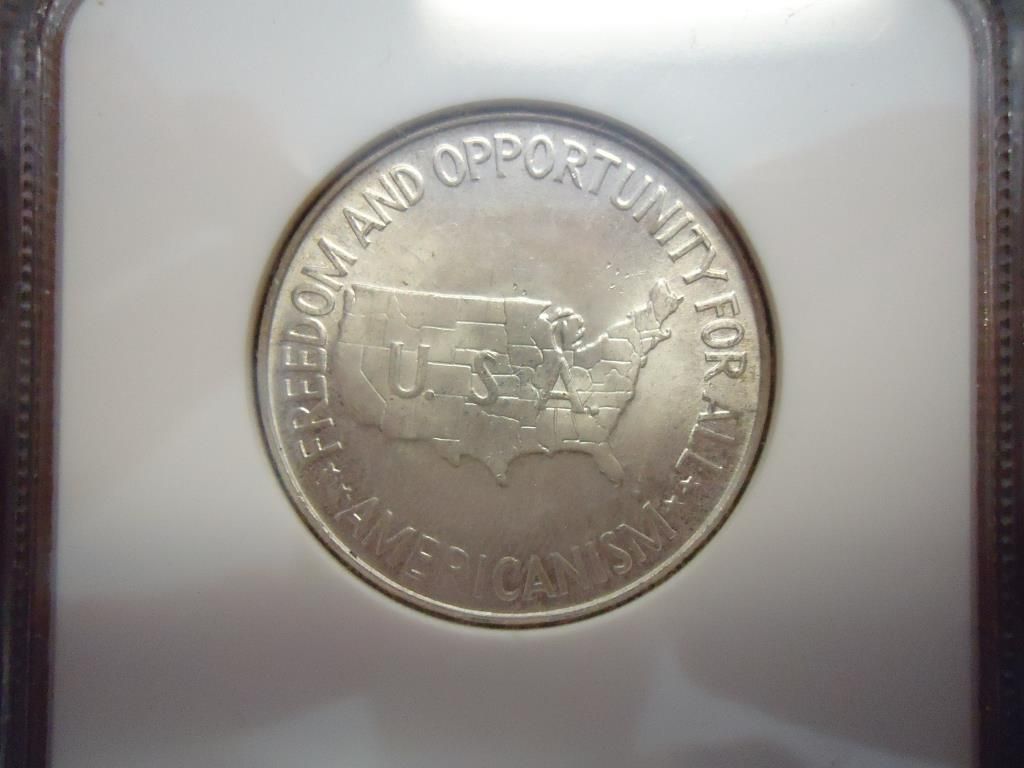 FREEDOM AND OPPORTUNITY FOR ALL
U. S. A.
AMERICANISM